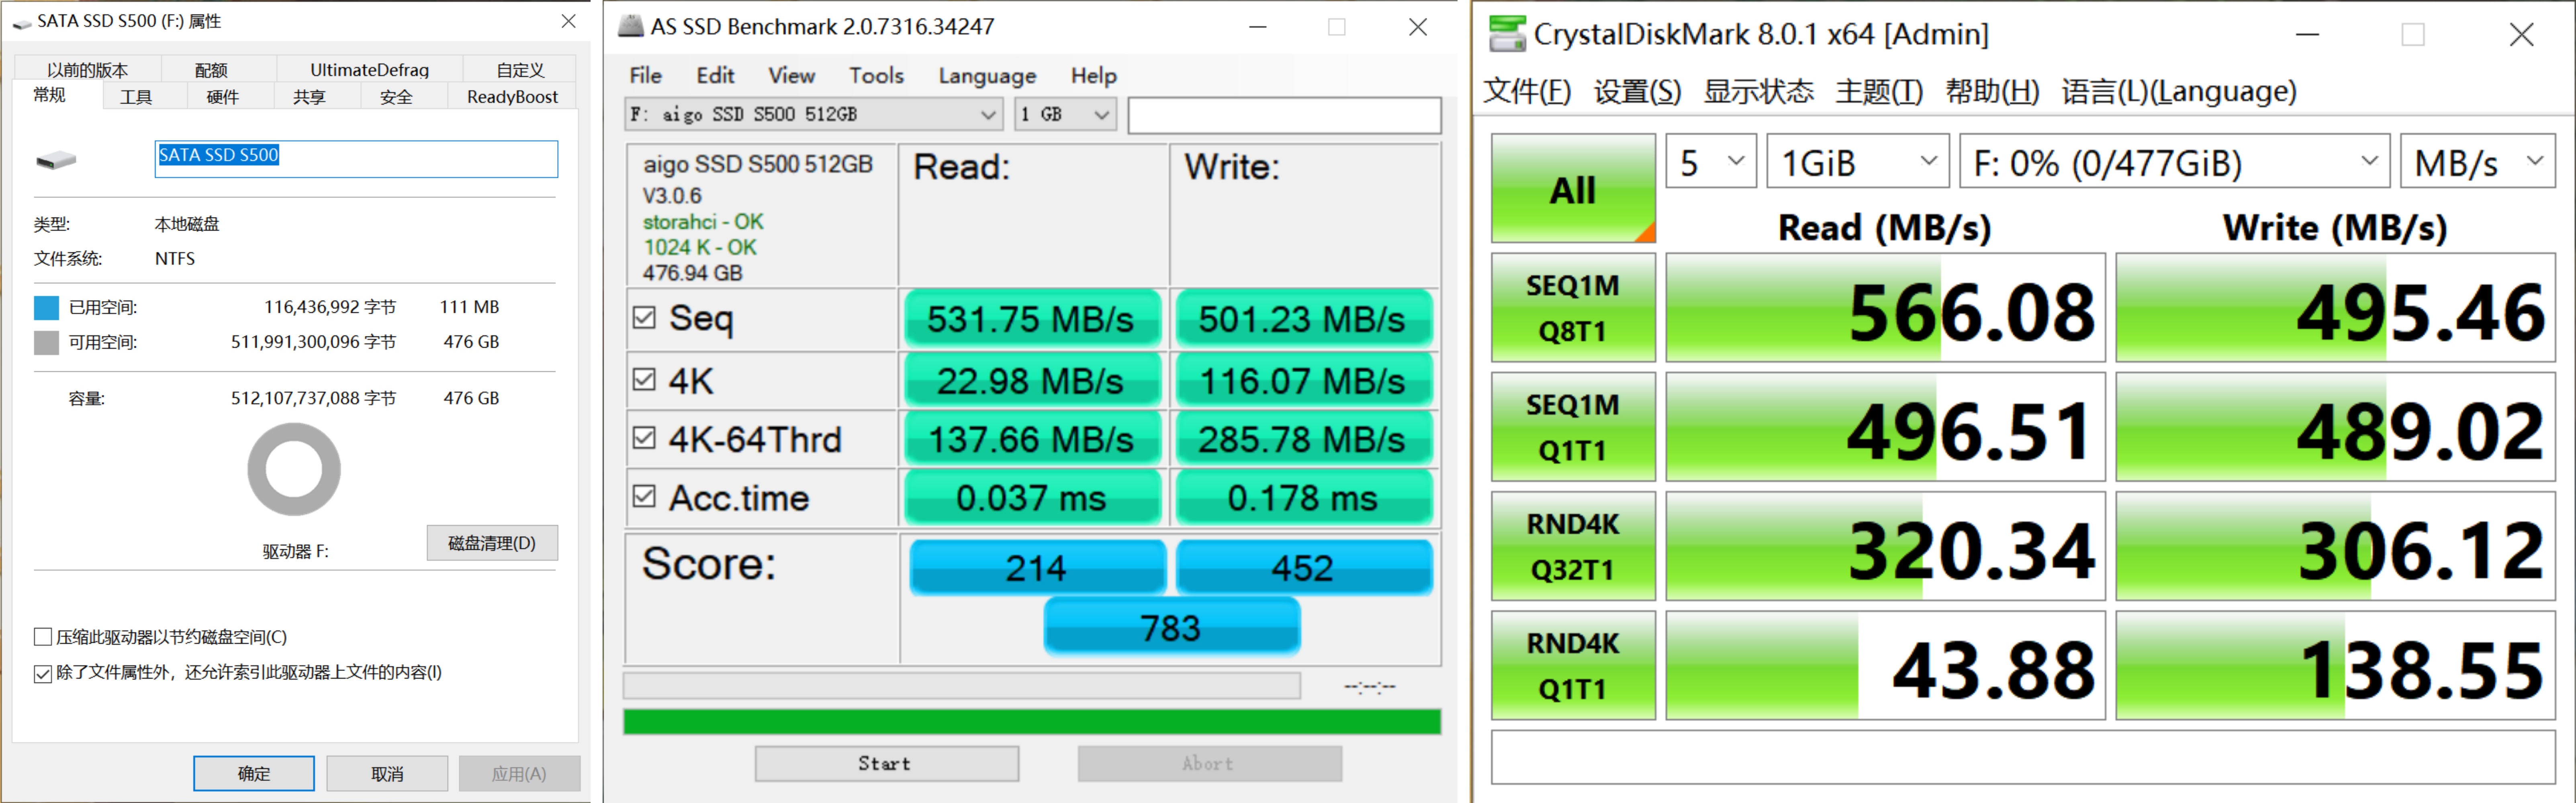 SATA SSD S500 (F:) 属性
以前的版本 配额 UltimateDefrag 自定义
常规 工具 硬件 共享 安全 ReadyBoost
SATA SSD S500
类型: 本地磁盘
文件系统: NTFS
已用空间: 116,436,992 字节 111 MB
可用空间: 511,991,300,096 字节 476 GB
容量: 512,107,737,088 字节 476 GB
驱动器 F: 磁盘清理(D)
压缩此驱动器以节约磁盘空间(C)
除了文件属性外，还允许索引此驱动器上文件的内容(I)
确定 取消 应用(A)
AS SSD Benchmark 2.0.7316.34247
File Edit View Tools Language Help
F: aigo SSD S500 512GB 1 GB
aigo SSD S500 512GB Read: Write:
V3.0.6
storahci - OK
1024 K - OK
476.94 GB
Seq 531.75 MB/s 501.23 MB/s
4K 22.98 MB/s 116.07 MB/s
4K-64Thrd 137.66 MB/s 285.78 MB/s
Acc.time 0.037 ms 0.178 ms
Score: 214 452
783
--:--:--
Start Abort
CrystalDiskMark 8.0.1 x64 [Admin]
文件(F) 设置(S) 显示状态 主题(T) 帮助(H) 语言(L)(Language)
All 5 1GiB F: 0% (0/477GiB) MB/s
Read (MB/s) Write (MB/s)
SEQ1M
Q8T1 566.08 495.46
SEQ1M
Q1T1 496.51 489.02
RND4K
Q32T1 320.34 306.12
RND4K
Q1T1 43.88 138.55